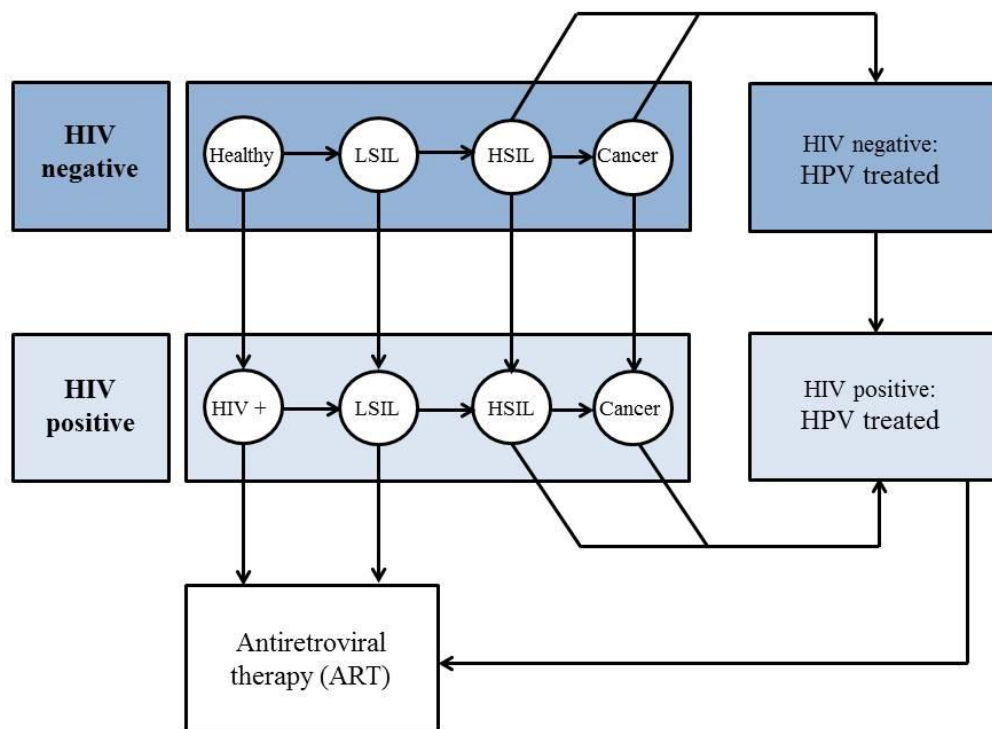 HIV
negative
Healthy
LSIL
HSIL
Cancer
HIV negative:
HPV treated
HIV
positive
HIV +
LSIL
HSIL
Cancer
HIV positive:
HPV treated
Antiretroviral
therapy (ART)